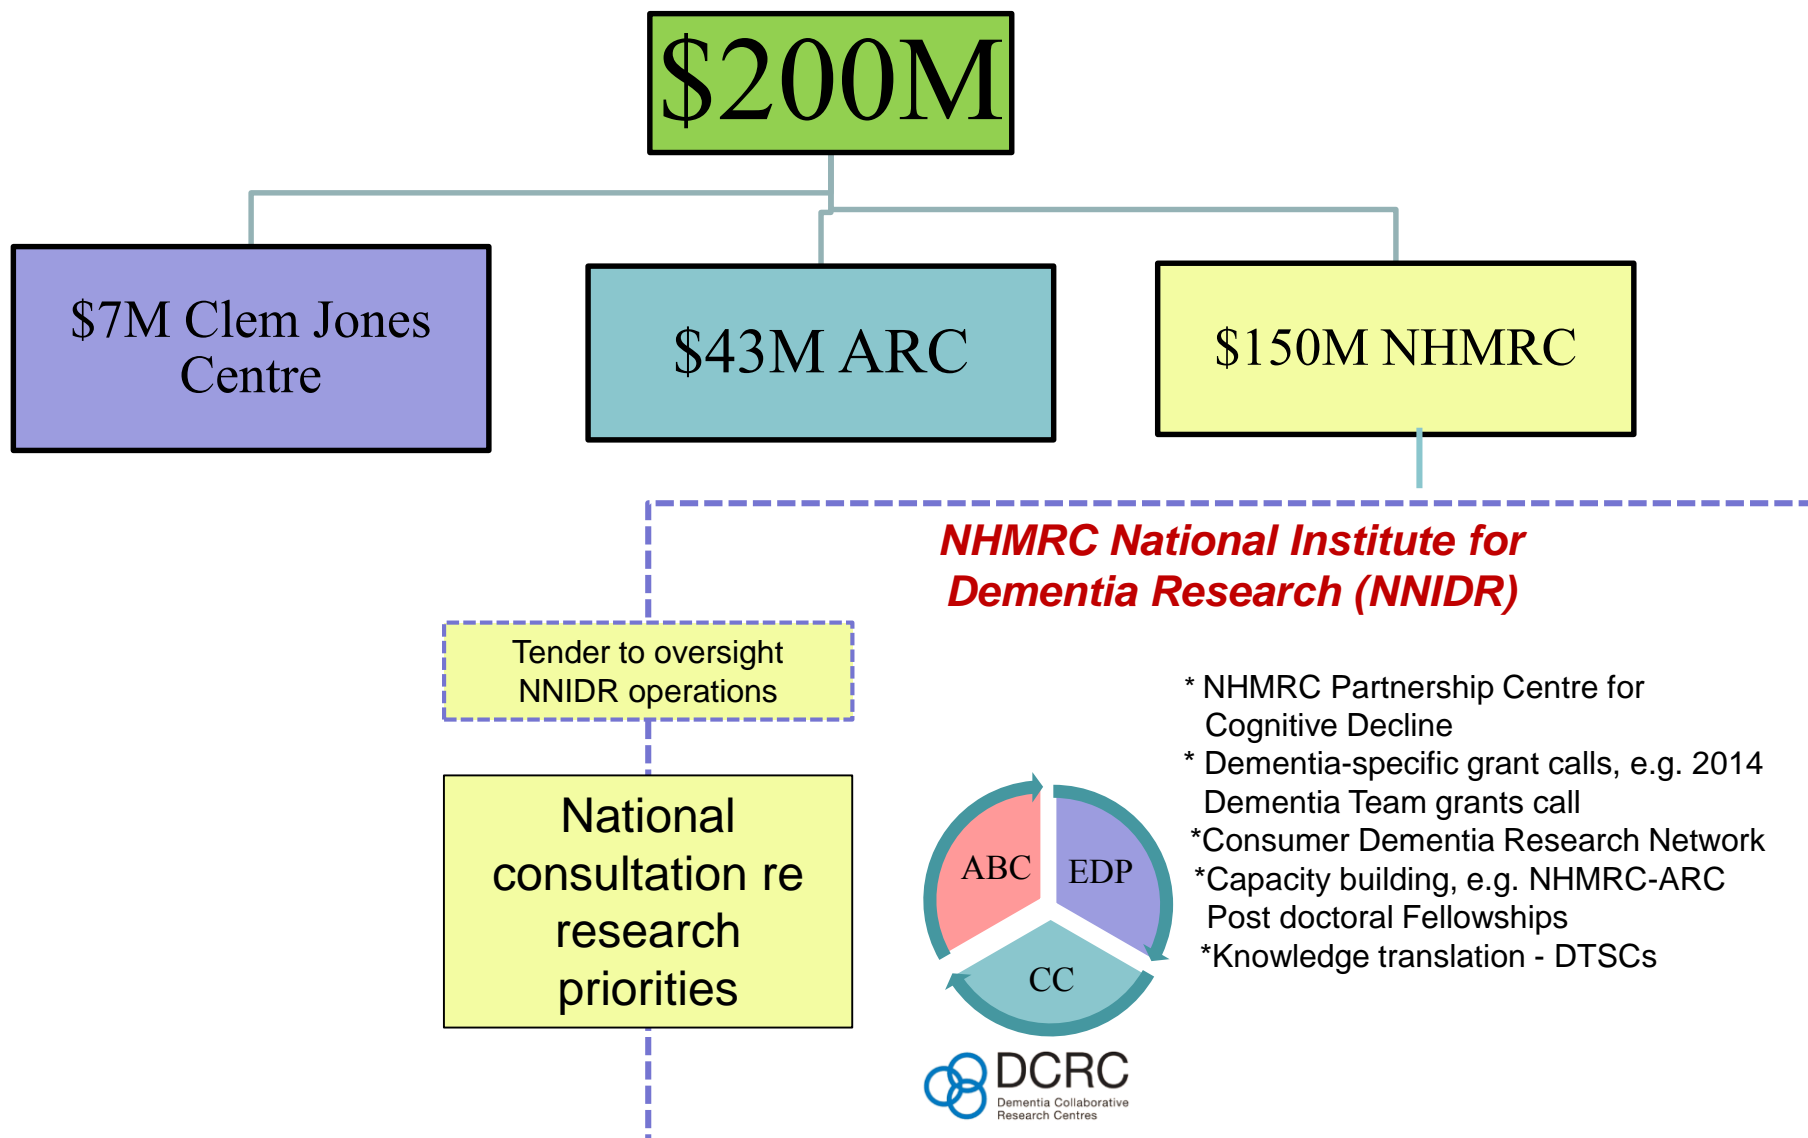 $200M
$7M Clem Jones
Centre
$43M ARC
$150M NHMRC
NHMRC National Institute for
Dementia Research (NNIDR)
Tender to oversight
NNIDR operations
National
consultation re
research
priorities
* NHMRC Partnership Centre for
Cognitive Decline
* Dementia-specific grant calls, e.g. 2014
Dementia Team grants call
*Consumer Dementia Research Network
*Capacity building, e.g. NHMRC-ARC
Post doctoral Fellowships
*Knowledge translation - DTSCs
ABC
EDP
CC
DCRC
Dementia Collaborative
Research Centres